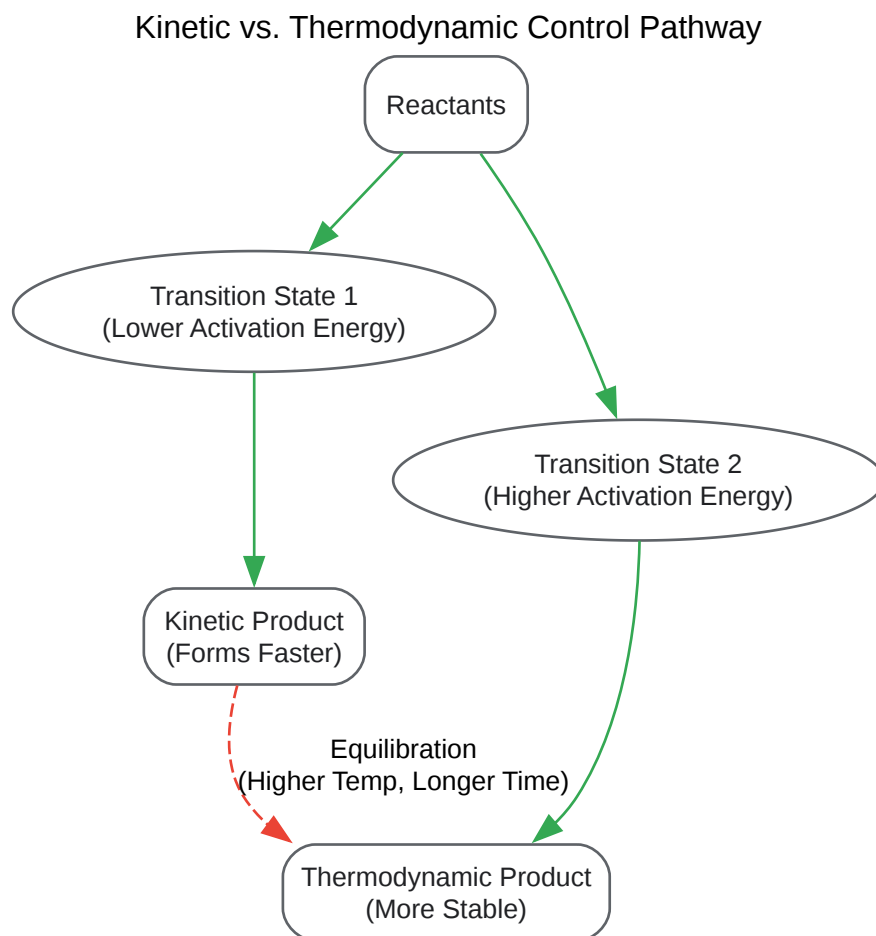 Kinetic vs. Thermodynamic Control Pathway
Reactants
Transition State 1
(Lower Activation Energy)
Transition State 2
(Higher Activation Energy)
Kinetic Product
(Forms Faster)
Equilibration
(Higher Temp, Longer Time)
Thermodynamic Product
(More Stable)